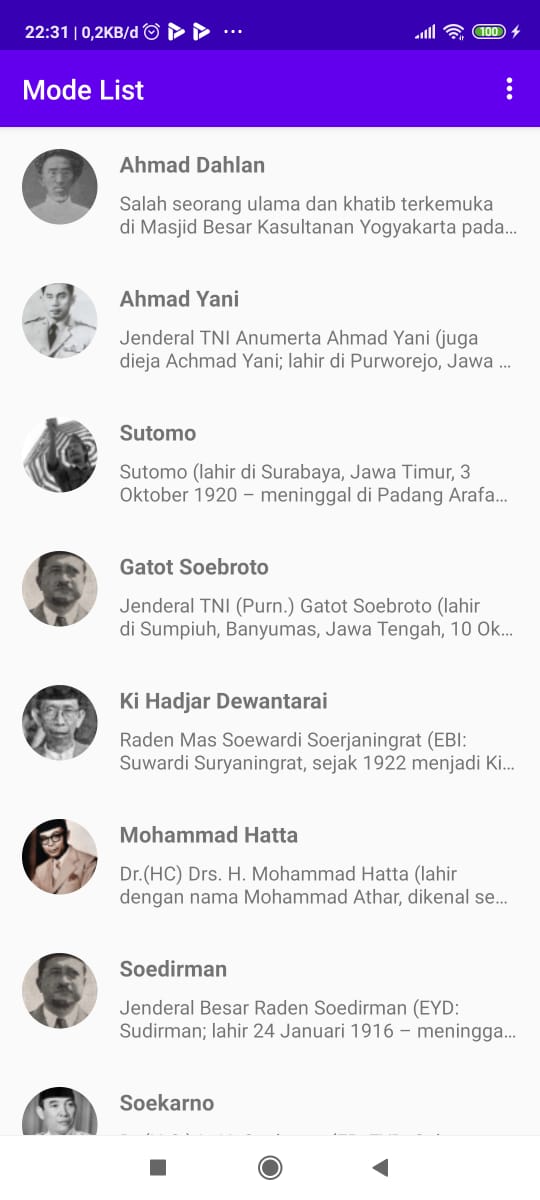 22:31 | 0,2KB/d
100
Mode List
Ahmad Dahlan
Salah seorang ulama dan khatib terkemuka
di Masjid Besar Kasultanan Yogyakarta pada...
Ahmad Yani
Jenderal TNI Anumerta Ahmad Yani (juga
dieja Achmad Yani; lahir di Purworejo, Jawa ...
Sutomo
Sutomo (lahir di Surabaya, Jawa Timur, 3
Oktober 1920 – meninggal di Padang Arafa...
Gatot Soebroto
Jenderal TNI (Purn.) Gatot Soebroto (lahir
di Sumpiuh, Banyumas, Jawa Tengah, 10 Ok...
Ki Hadjar Dewantarai
Raden Mas Soewardi Soerjaningrat (EBI:
Suwardi Suryaningrat, sejak 1922 menjadi Ki...
Mohammad Hatta
Dr.(HC) Drs. H. Mohammad Hatta (lahir
dengan nama Mohammad Athar, dikenal se...
Soedirman
Jenderal Besar Raden Soedirman (EYD:
Sudirman; lahir 24 Januari 1916 – meningga...
Soekarno